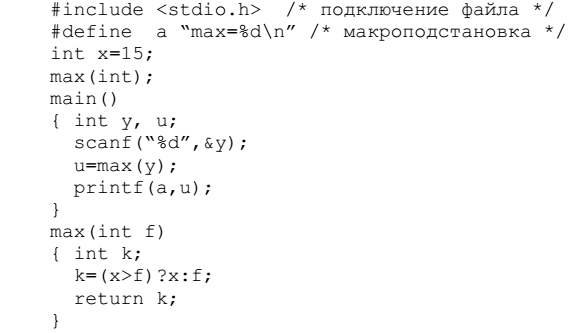 #include <stdio.h>  /* подключение файла */
#define  a “max=%d\n” /* макроподстановка */
int x=15;
max(int);
main()
{ int y, u;
  scanf(“%d”,&y);
  u=max(y);
  printf(a,u);
}
max(int f)
{ int k;
  k=(x>f)?x:f;
  return k;
}